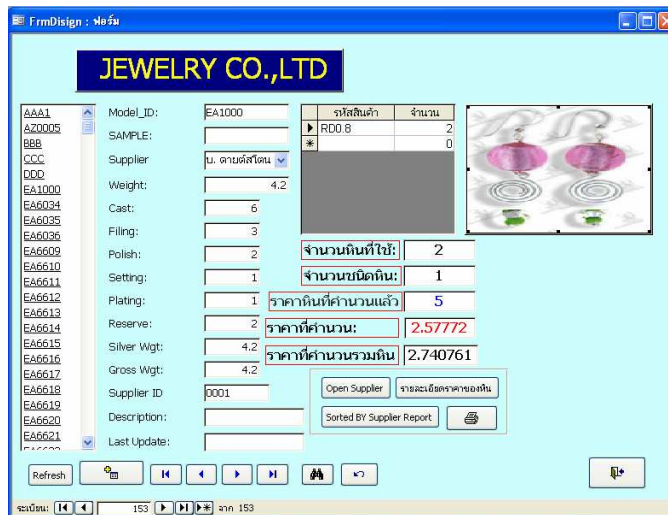 FrmDisign : ฟอร์ม
JEWELRY CO.,LTD
AAA1
AZ0005
BBB
CCC
DDD
EA1000
EA6034
EA6035
EA6036
EA6609
EA6610
EA6611
EA6612
EA6613
EA6614
EA6615
EA6616
EA6617
EA6618
EA6619
EA6620
EA6621
Model_ID: EA1000
SAMPLE:
Supplier บ. ดายด์สโตน
Weight: 4.2
Cast: 6
Filing: 3
Polish: 2
Setting: 1
Plating: 1
Reserve: 2
Silver Wgt: 4.2
Gross Wgt: 4.2
Supplier ID 0001
Description:
Last Update:
รหัสสินค้า จำนวน
RD0.8 2
0
จำนวนหินที่ใช้: 2
จำนวนชนิดหิน: 1
ราคาหินที่คำนวนแล้ว 5
ราคาที่คำนวน: 2.57772
ราคาที่คำนวนรวมหิน 2.740761
Open Supplier รายละเอียดราคาของหิน
Sorted BY Supplier Report
Refresh
ระเบียน: 153 จาก 153